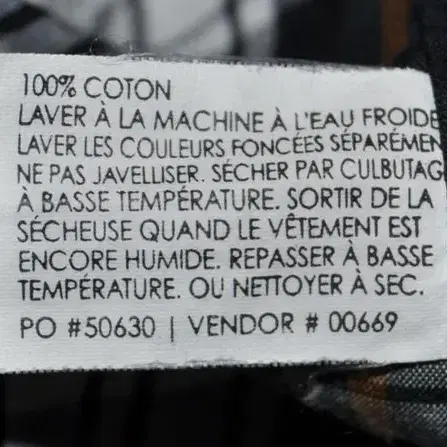 100% COTON
LAVER À LA MACHINE À L'EAU FROIDE
LAVER LES COULEURS FONCÉES SÉPARÉMEN
NE PAS JAVELLISER. SÉCHER PAR CULBUTAG
À BASSE TEMPÉRATURE. SORTIR DE LA
SÉCHEUSE QUAND LE VÊTEMENT EST
ENCORE HUMIDE. REPASSER À BASSE
TEMPÉRATURE. OU NETTOYER À SEC.
PO #50630 | VENDOR # 00669